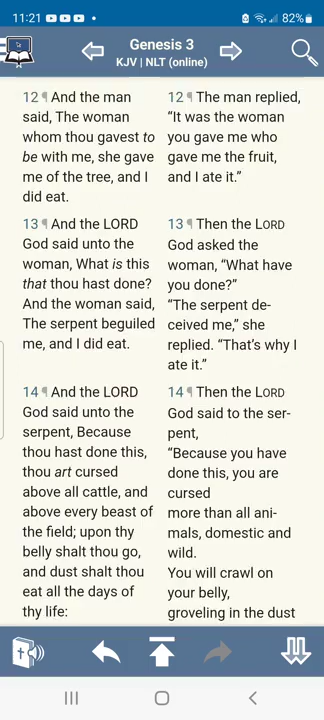 11:21
82%
Genesis 3
KJV | NLT (online)
12 ¶ And the man
said, The woman
whom thou gavest to
be with me, she gave
me of the tree, and I
did eat.
13 ¶ And the LORD
God said unto the
woman, What is this
that thou hast done?
And the woman said,
The serpent beguiled
me, and I did eat.
14 ¶ And the LORD
God said unto the
serpent, Because
thou hast done this,
thou art cursed
above all cattle, and
above every beast of
the field; upon thy
belly shalt thou go,
and dust shalt thou
eat all the days of
thy life:
12 ¶ The man replied,
“It was the woman
you gave me who
gave me the fruit,
and I ate it.”
13 ¶ Then the LORD
God asked the
woman, “What have
you done?”
“The serpent de-
ceived me,” she
replied. “That’s why I
ate it.”
14 ¶ Then the LORD
God said to the ser-
pent,
“Because you have
done this, you are
cursed
more than all ani-
mals, domestic and
wild.
You will crawl on
your belly,
groveling in the dust